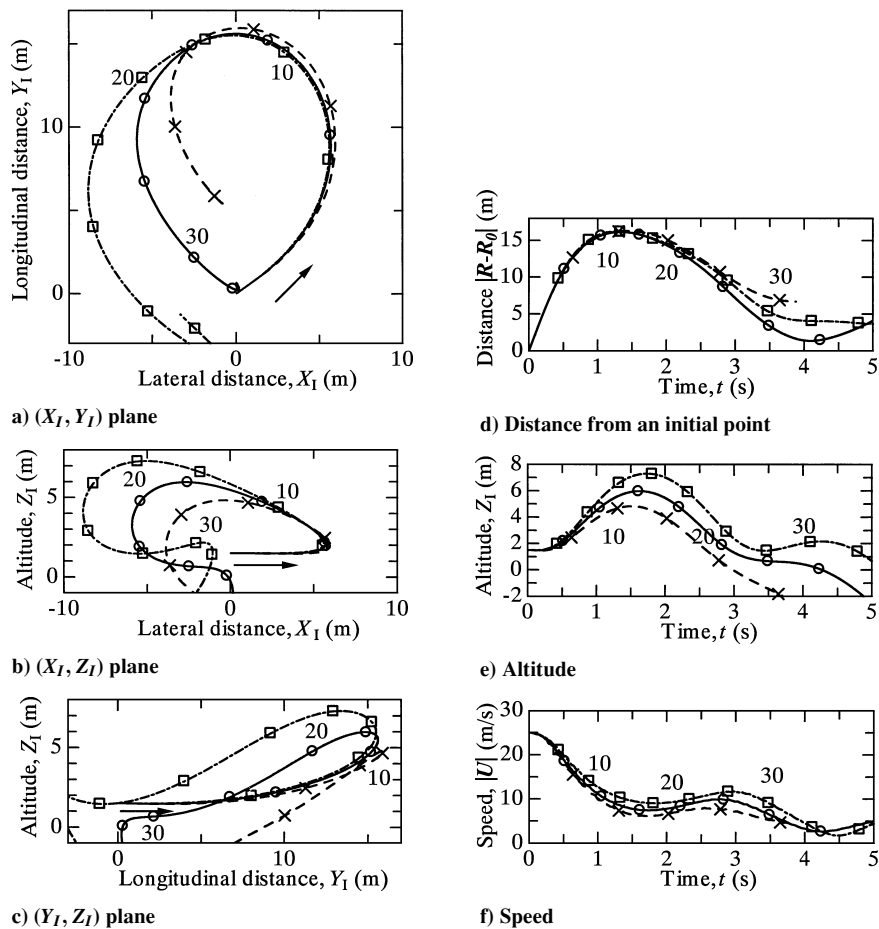 Longitudinal distance, Y_I (m)
10
0
20
10
30
-10
0
10
Lateral distance, X_I (m)
a) (X_I, Y_I) plane
Altitude, Z_I (m)
5
0
20
10
30
-10
0
10
Lateral distance, X_I (m)
b) (X_I, Z_I) plane
Altitude, Z_I (m)
5
0
20
10
30
0
10
Longitudinal distance, Y_I (m)
c) (Y_I, Z_I) plane
Distance |R-R_0| (m)
15
10
5
0
10
20
30
0 1 2 3 4 5
Time, t (s)
d) Distance from an initial point
Altitude, Z_I (m)
8
6
4
2
0
-2
10
20
30
0 1 2 3 4 5
Time, t (s)
e) Altitude
Speed, |U| (m/s)
30
20
10
0
10
20
30
0 1 2 3 4 5
Time, t (s)
f) Speed